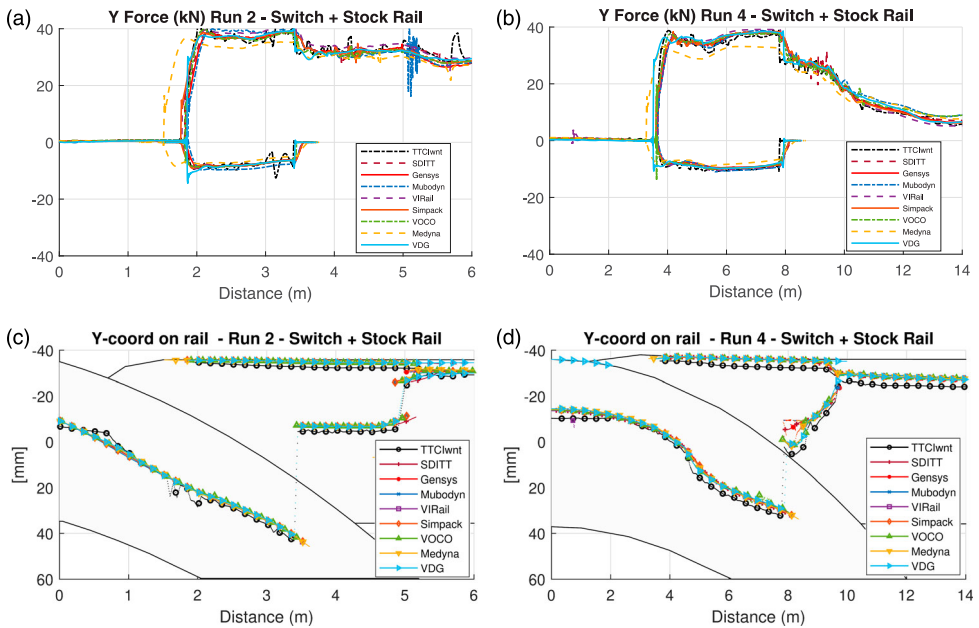 (a)
Y Force (kN) Run 2 - Switch + Stock Rail
40
20
0
-20
-40
0 1 2 3 4 5 6
Distance (m)
TTCIwnt
SDITT
Gensys
Mubodyn
VIRail
Simpack
VOCO
Medyna
VDG
(b)
Y Force (kN) Run 4 - Switch + Stock Rail
40
20
0
-20
-40
0 2 4 6 8 10 12 14
Distance (m)
TTCIwnt
SDITT
Gensys
Mubodyn
VIRail
Simpack
VOCO
Medyna
VDG
(c)
Y-coord on rail - Run 2 - Switch + Stock Rail
-40
-20
0
20
40
60
[mm]
0 1 2 3 4 5 6
Distance (m)
TTCIwnt
SDITT
Gensys
Mubodyn
VIRail
Simpack
VOCO
Medyna
VDG
(d)
Y-coord on rail - Run 4 - Switch + Stock Rail
-40
-20
0
20
40
60
[mm]
0 2 4 6 8 10 12 14
Distance (m)
TTCIwnt
SDITT
Gensys
Mubodyn
VIRail
Simpack
VOCO
Medyna
VDG